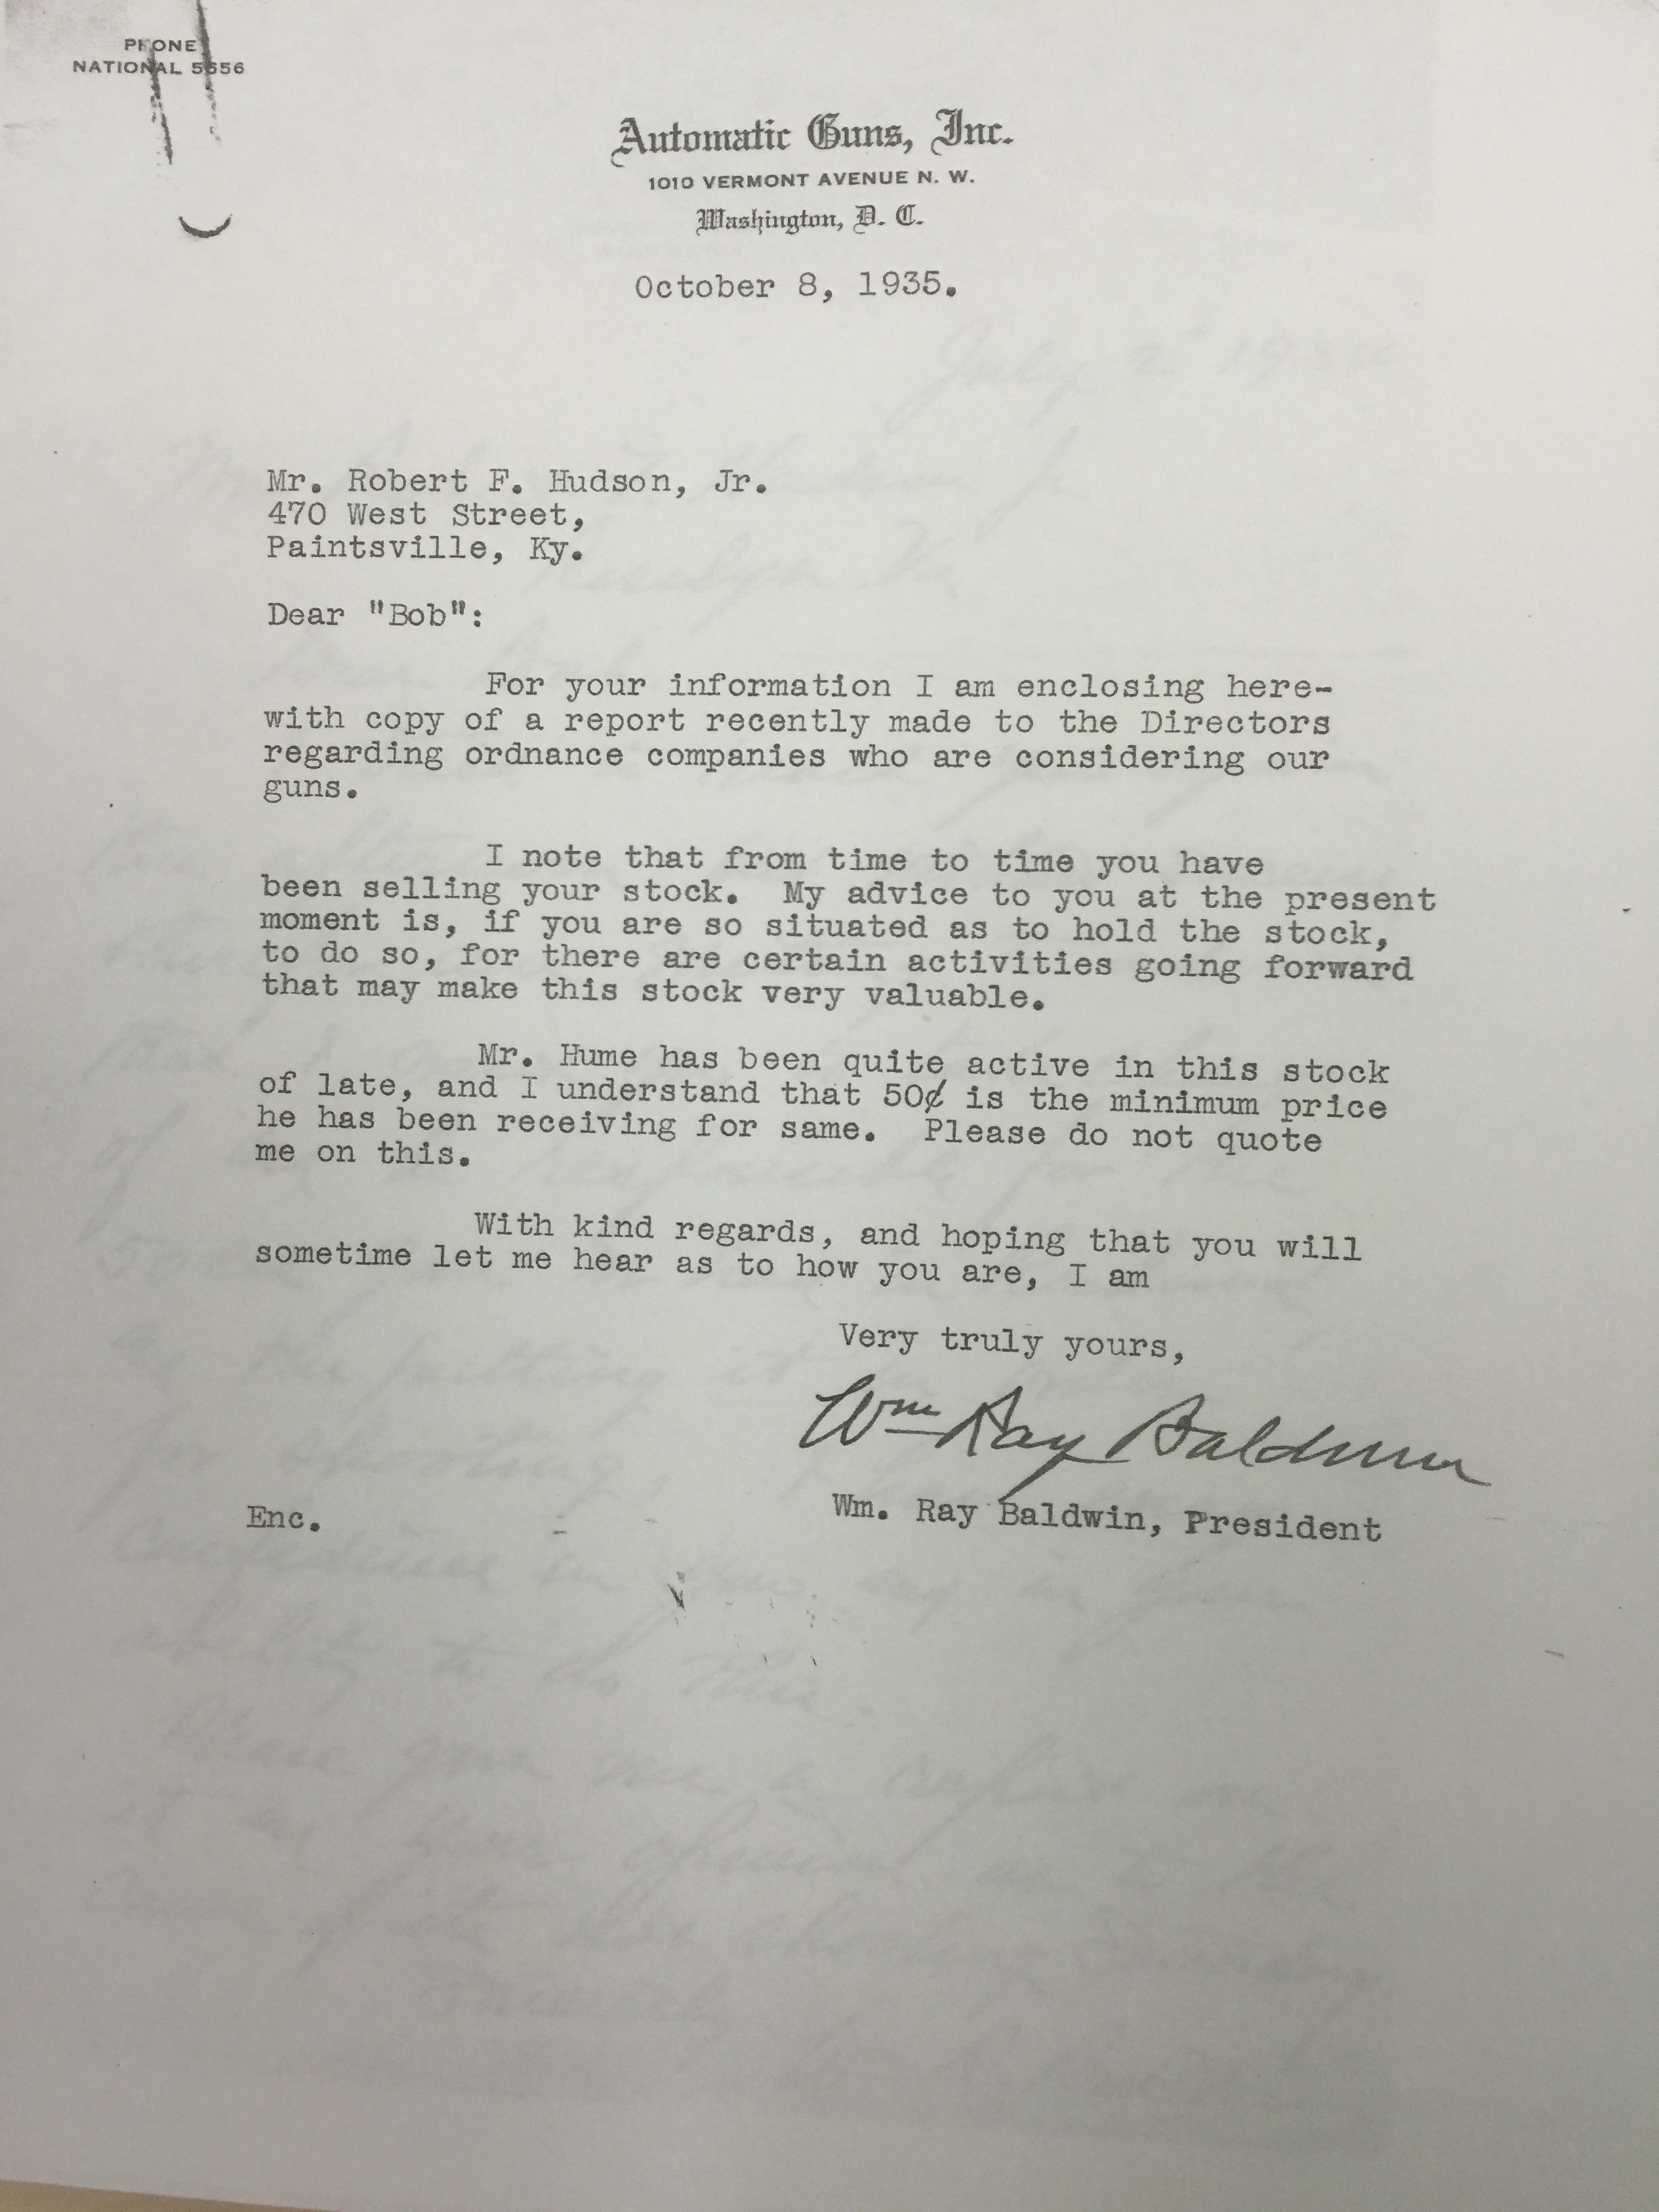 PHONE
NATIONAL 5556
Automatic Guns, Inc.
1010 VERMONT AVENUE N. W.
Washington, D. C.
October 8, 1935.
Mr. Robert F. Hudson, Jr.
470 West Street,
Paintsville, Ky.
Dear "Bob":
For your information I am enclosing here-
with copy of a report recently made to the Directors
regarding ordnance companies who are considering our
guns.
I note that from time to time you have
been selling your stock. My advice to you at the present
moment is, if you are so situated as to hold the stock,
to do so, for there are certain activities going forward
that may make this stock very valuable.
Mr. Hume has been quite active in this stock
of late, and I understand that 50¢ is the minimum price
he has been receiving for same. Please do not quote
me on this.
With kind regards, and hoping that you will
sometime let me hear as to how you are, I am
Very truly yours,
Wm Ray Baldwin
Wm. Ray Baldwin, President
Enc.